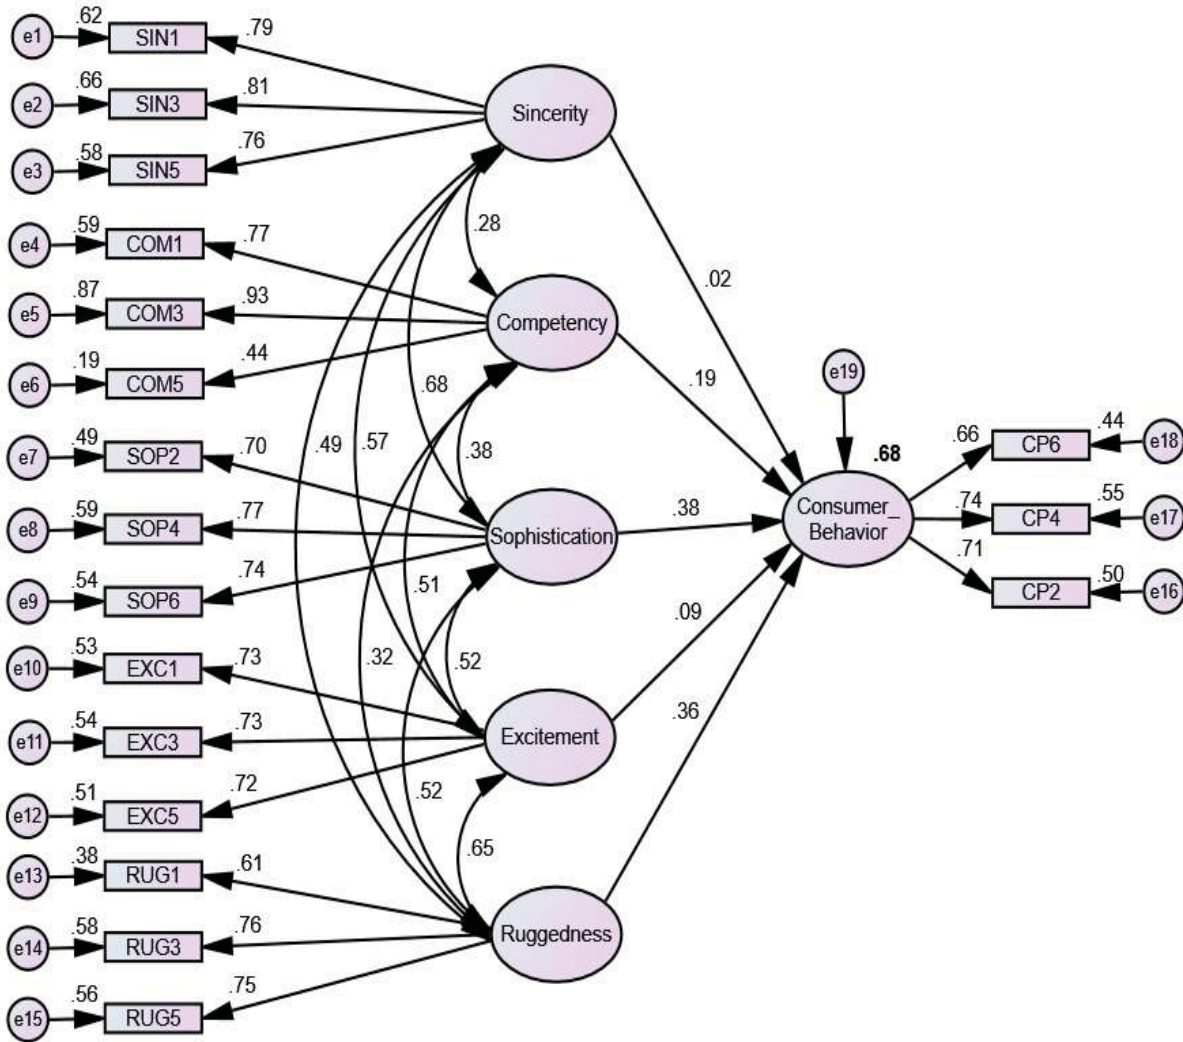 e1 .62 SIN1 .79
e2 .66 SIN3 .81
e3 .58 SIN5 .76
Sincerity
e4 .59 COM1 .77
.28
.02
e5 .87 COM3 .93
Competency
e6 .19 COM5 .44
.68
.19
e19
e7 .49 SOP2 .70
.49 .57
.38
.68
.66 CP6 .44 e18
e8 .59 SOP4 .77
Sophistication
.38
Consumer_
Behavior
.74 CP4 .55 e17
e9 .54 SOP6 .74
.51
.71 CP2 .50 e16
.09
e10 .53 EXC1 .73
.32
.52
e11 .54 EXC3 .73
Excitement
.36
e12 .51 EXC5 .72
.52
e13 .38 RUG1 .61
.65
e14 .58 RUG3 .76
Ruggedness
e15 .56 RUG5 .75